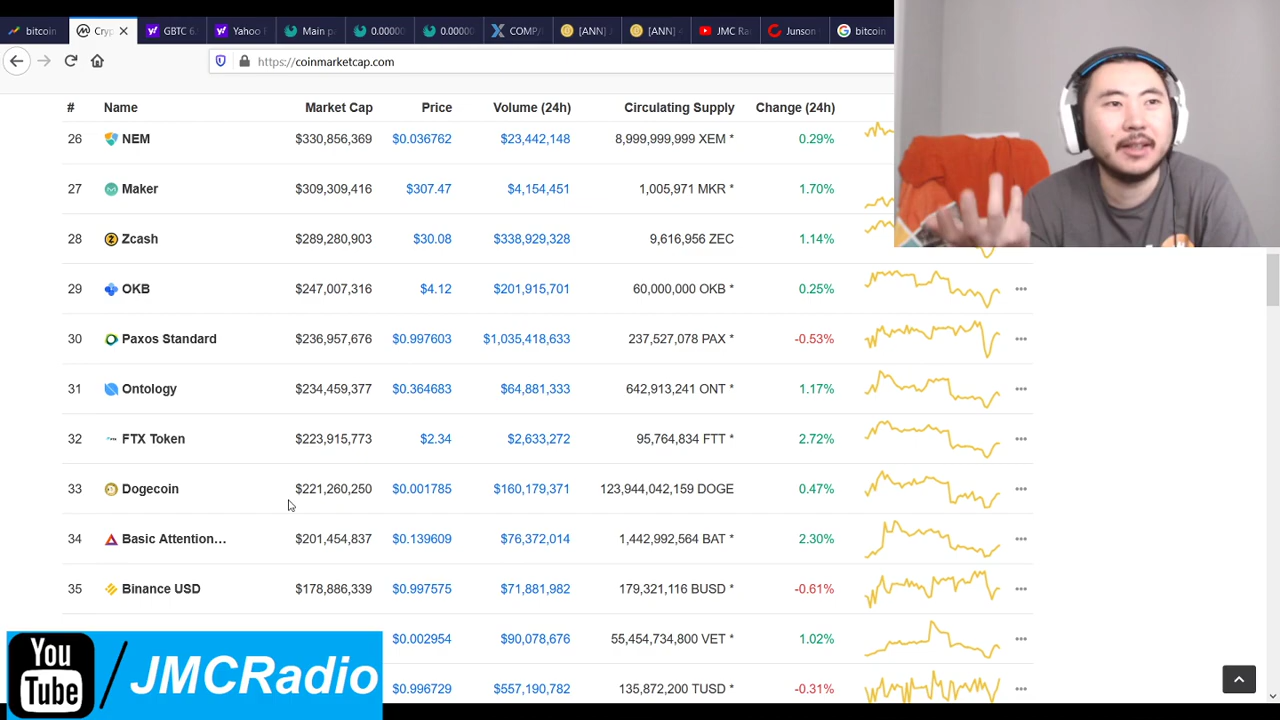 bitcoin
Cryp
GBTC 6.
Yahoo
Main p
0.00000
0.0000
COMP/
[ANN] J
[ANN]
JMC Ra
Junson
bitcoin
https://coinmarketcap.com
# Name Market Cap Price Volume (24h) Circulating Supply Change (24h)
26 NEM $330,856,369 $0.036762 $23,442,148 8,999,999,999 XEM * 0.29%
27 Maker $309,309,416 $307.47 $4,154,451 1,005,971 MKR * 1.70%
28 Zcash $289,280,903 $30.08 $338,929,328 9,616,956 ZEC 1.14%
29 OKB $247,007,316 $4.12 $201,915,701 60,000,000 OKB * 0.25%
30 Paxos Standard $236,957,676 $0.997603 $1,035,418,633 237,527,078 PAX * -0.53%
31 Ontology $234,459,377 $0.364683 $64,881,333 642,913,241 ONT * 1.17%
32 FTX Token $223,915,773 $2.34 $2,633,272 95,764,834 FTT * 2.72%
33 Dogecoin $221,260,250 $0.001785 $160,179,371 123,944,042,159 DOGE 0.47%
34 Basic Attention... $201,454,837 $0.139609 $76,372,014 1,442,992,564 BAT * 2.30%
35 Binance USD $178,886,339 $0.997575 $71,881,982 179,321,116 BUSD * -0.61%
$0.002954 $90,078,676 55,454,734,800 VET * 1.02%
$0.996729 $557,190,782 135,872,200 TUSD * -0.31%
You Tube / JMCRadio